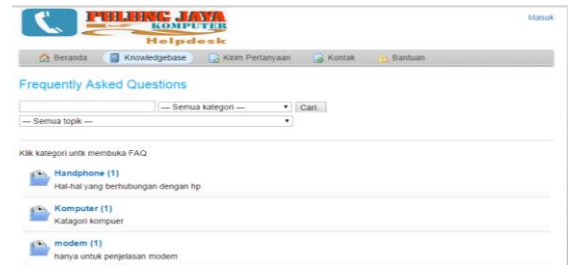 PULUNG JAYA
KOMPUTER
Helpdesk
Masuk
Beranda Knowledgebase Kirim Pertanyaan Kontak Bantuan
Frequently Asked Questions
— Semua kategori — Cari..
— Semua topik —
Klik kategori untk membuka FAQ
Handphone (1)
Hal-hal yang berhubungan dengan hp
Komputer (1)
Katagori kompuer
modem (1)
hanya untuk penjelasan modem